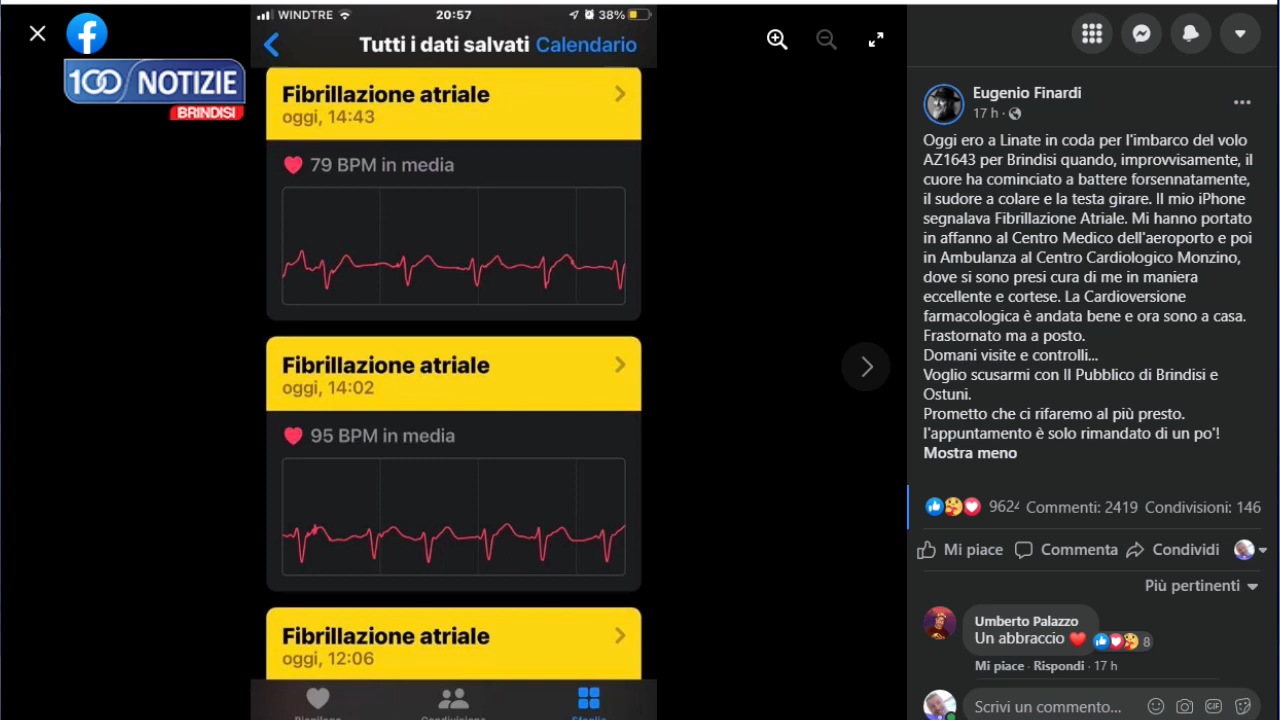 100 NOTIZIE
BRINDISI
WINDTRE
20:57
38%
Tutti i dati salvati Calendario
Fibrillazione atriale
oggi, 14:43
79 BPM in media
Fibrillazione atriale
oggi, 14:02
95 BPM in media
Fibrillazione atriale
oggi, 12:06
Eugenio Finardi
17 h ·
Oggi ero a Linate in coda per l'imbarco del volo
AZ1643 per Brindisi quando, improvvisamente, il
cuore ha cominciato a battere forsennatamente,
il sudore a colare e la testa girare. Il mio iPhone
segnalava Fibrillazione Atriale. Mi hanno portato
in affanno al Centro Medico dell'aeroporto e poi
in Ambulanza al Centro Cardiologico Monzino,
dove si sono presi cura di me in maniera
eccellente e cortese. La Cardioversione
farmacologica è andata bene e ora sono a casa.
Frastornato ma a posto.
Domani visite e controlli...
Voglio scusarmi con Il Pubblico di Brindisi e
Ostuni.
Prometto che ci rifaremo al più presto.
l'appuntamento è solo rimandato di un po'!
Mostra meno
9624 Commenti: 2419 Condivisioni: 146
Mi piace Commenta Condividi
Più pertinenti
Umberto Palazzo
Un abbraccio ❤️
8
Mi piace · Rispondi · 17 h
Scrivi un commento...
GIF